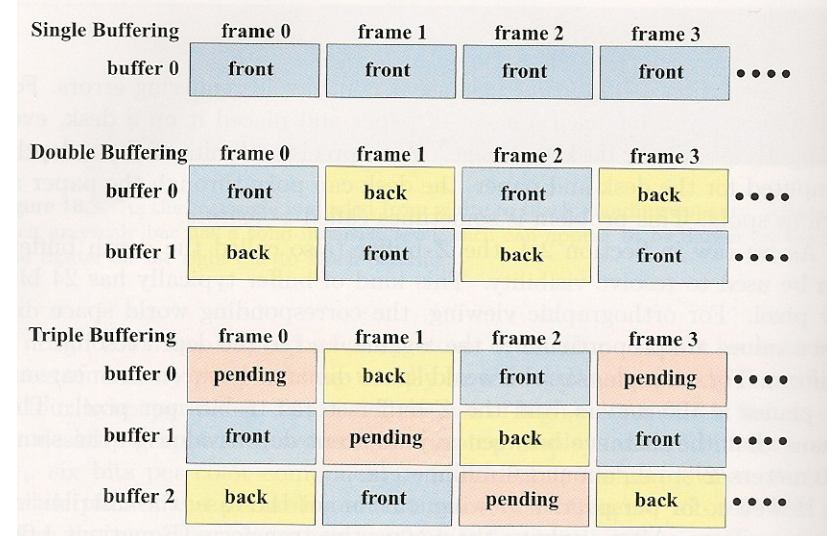 Single Buffering frame 0 frame 1 frame 2 frame 3
buffer 0 front front front front ••••
Double Buffering frame 0 frame 1 frame 2 frame 3
buffer 0 front back front back ••••
buffer 1 back front back front ••••
Triple Buffering frame 0 frame 1 frame 2 frame 3
buffer 0 pending back front pending ••••
buffer 1 front pending back front ••••
buffer 2 back front pending back ••••